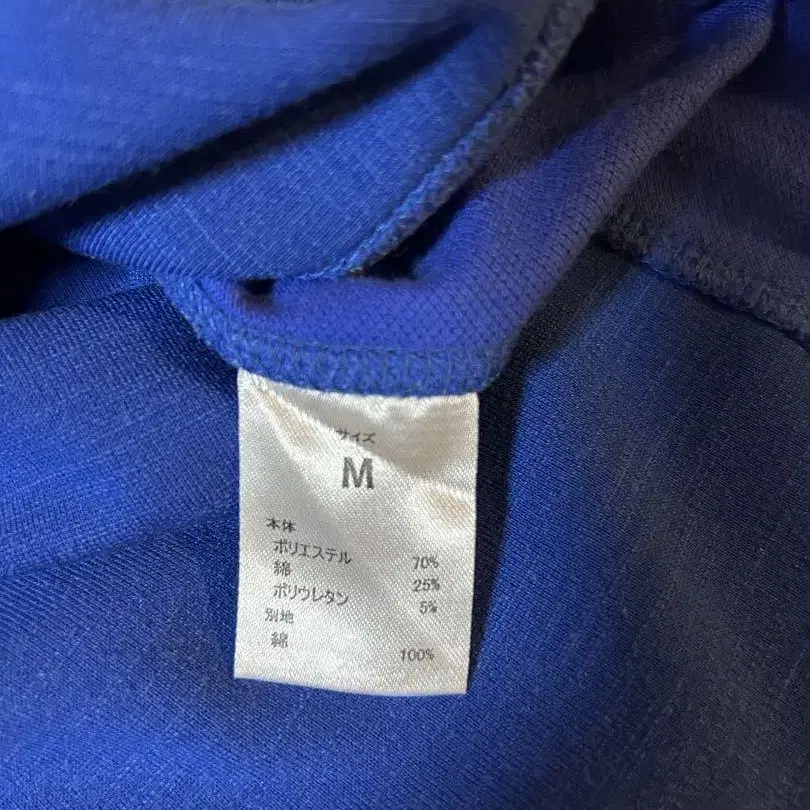 サイズ
M
本体
ポリエステル 70%
綿 25%
ポリウレタン 5%
別地
綿 100%